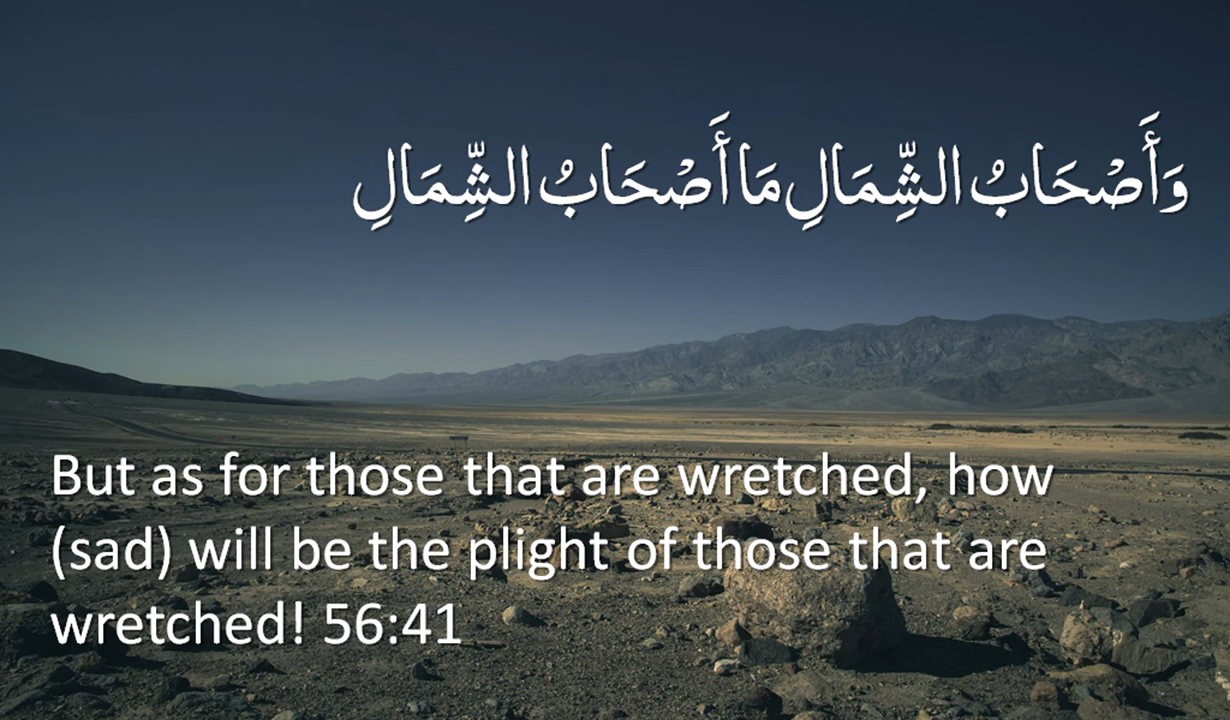 وَأَصْحَابُ الشِّمَالِ مَا أَصْحَابُ الشِّمَالِ
But as for those that are wretched, how
(sad) will be the plight of those that are
wretched! 56:41